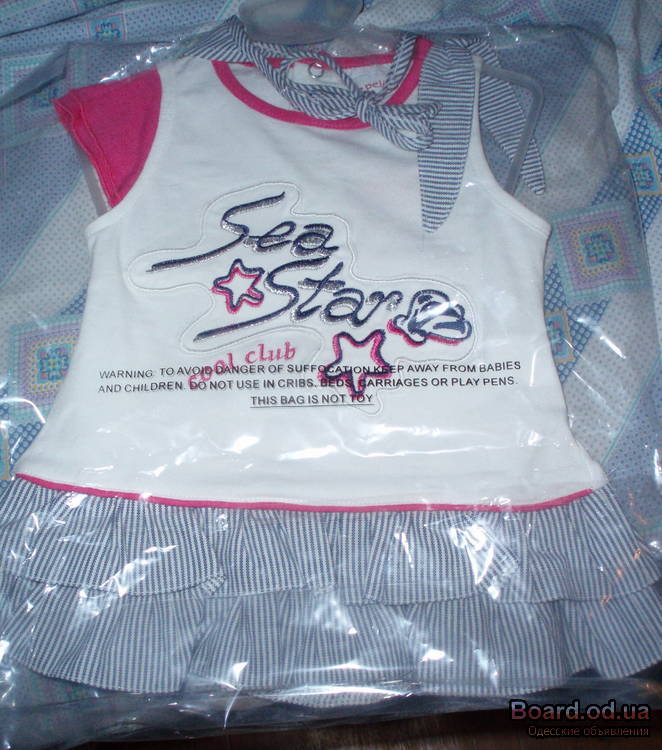 Sea
Star
cool club
WARNING: TO AVOID DANGER OF SUFFOCATION KEEP AWAY FROM BABIES
AND CHILDREN. DO NOT USE IN CRIBS, BEDS, CARRIAGES OR PLAY PENS.
THIS BAG IS NOT TOY
Board.od.ua
Одесские объявления